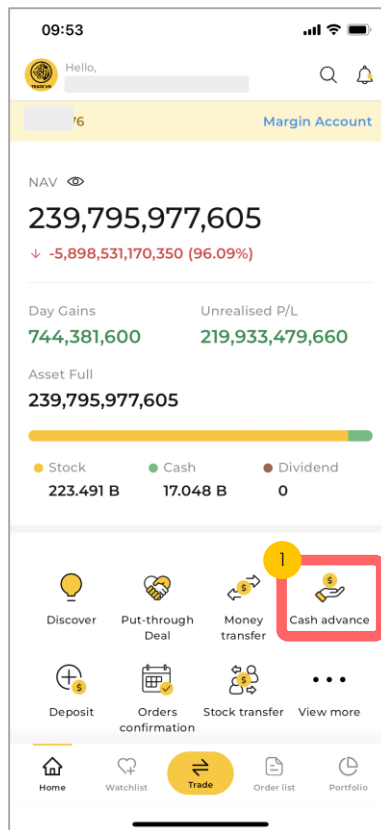 09:53
Hello,
TRADE VN
76 Margin Account
NAV
239,795,977,605
-5,898,531,170,350 (96.09%)
Day Gains Unrealised P/L
744,381,600 219,933,479,660
Asset Full
239,795,977,605
Stock Cash Dividend
223.491 B 17.048 B 0
1
Discover Put-through Money Cash advance
Deal transfer
Deposit Orders Stock transfer View more
confirmation
Home Watchlist Trade Order list Portfolio